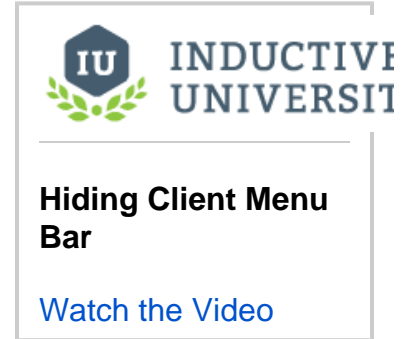 IU
INDUCTIVE
UNIVERSIT
Hiding Client Menu
Bar
Watch the Video